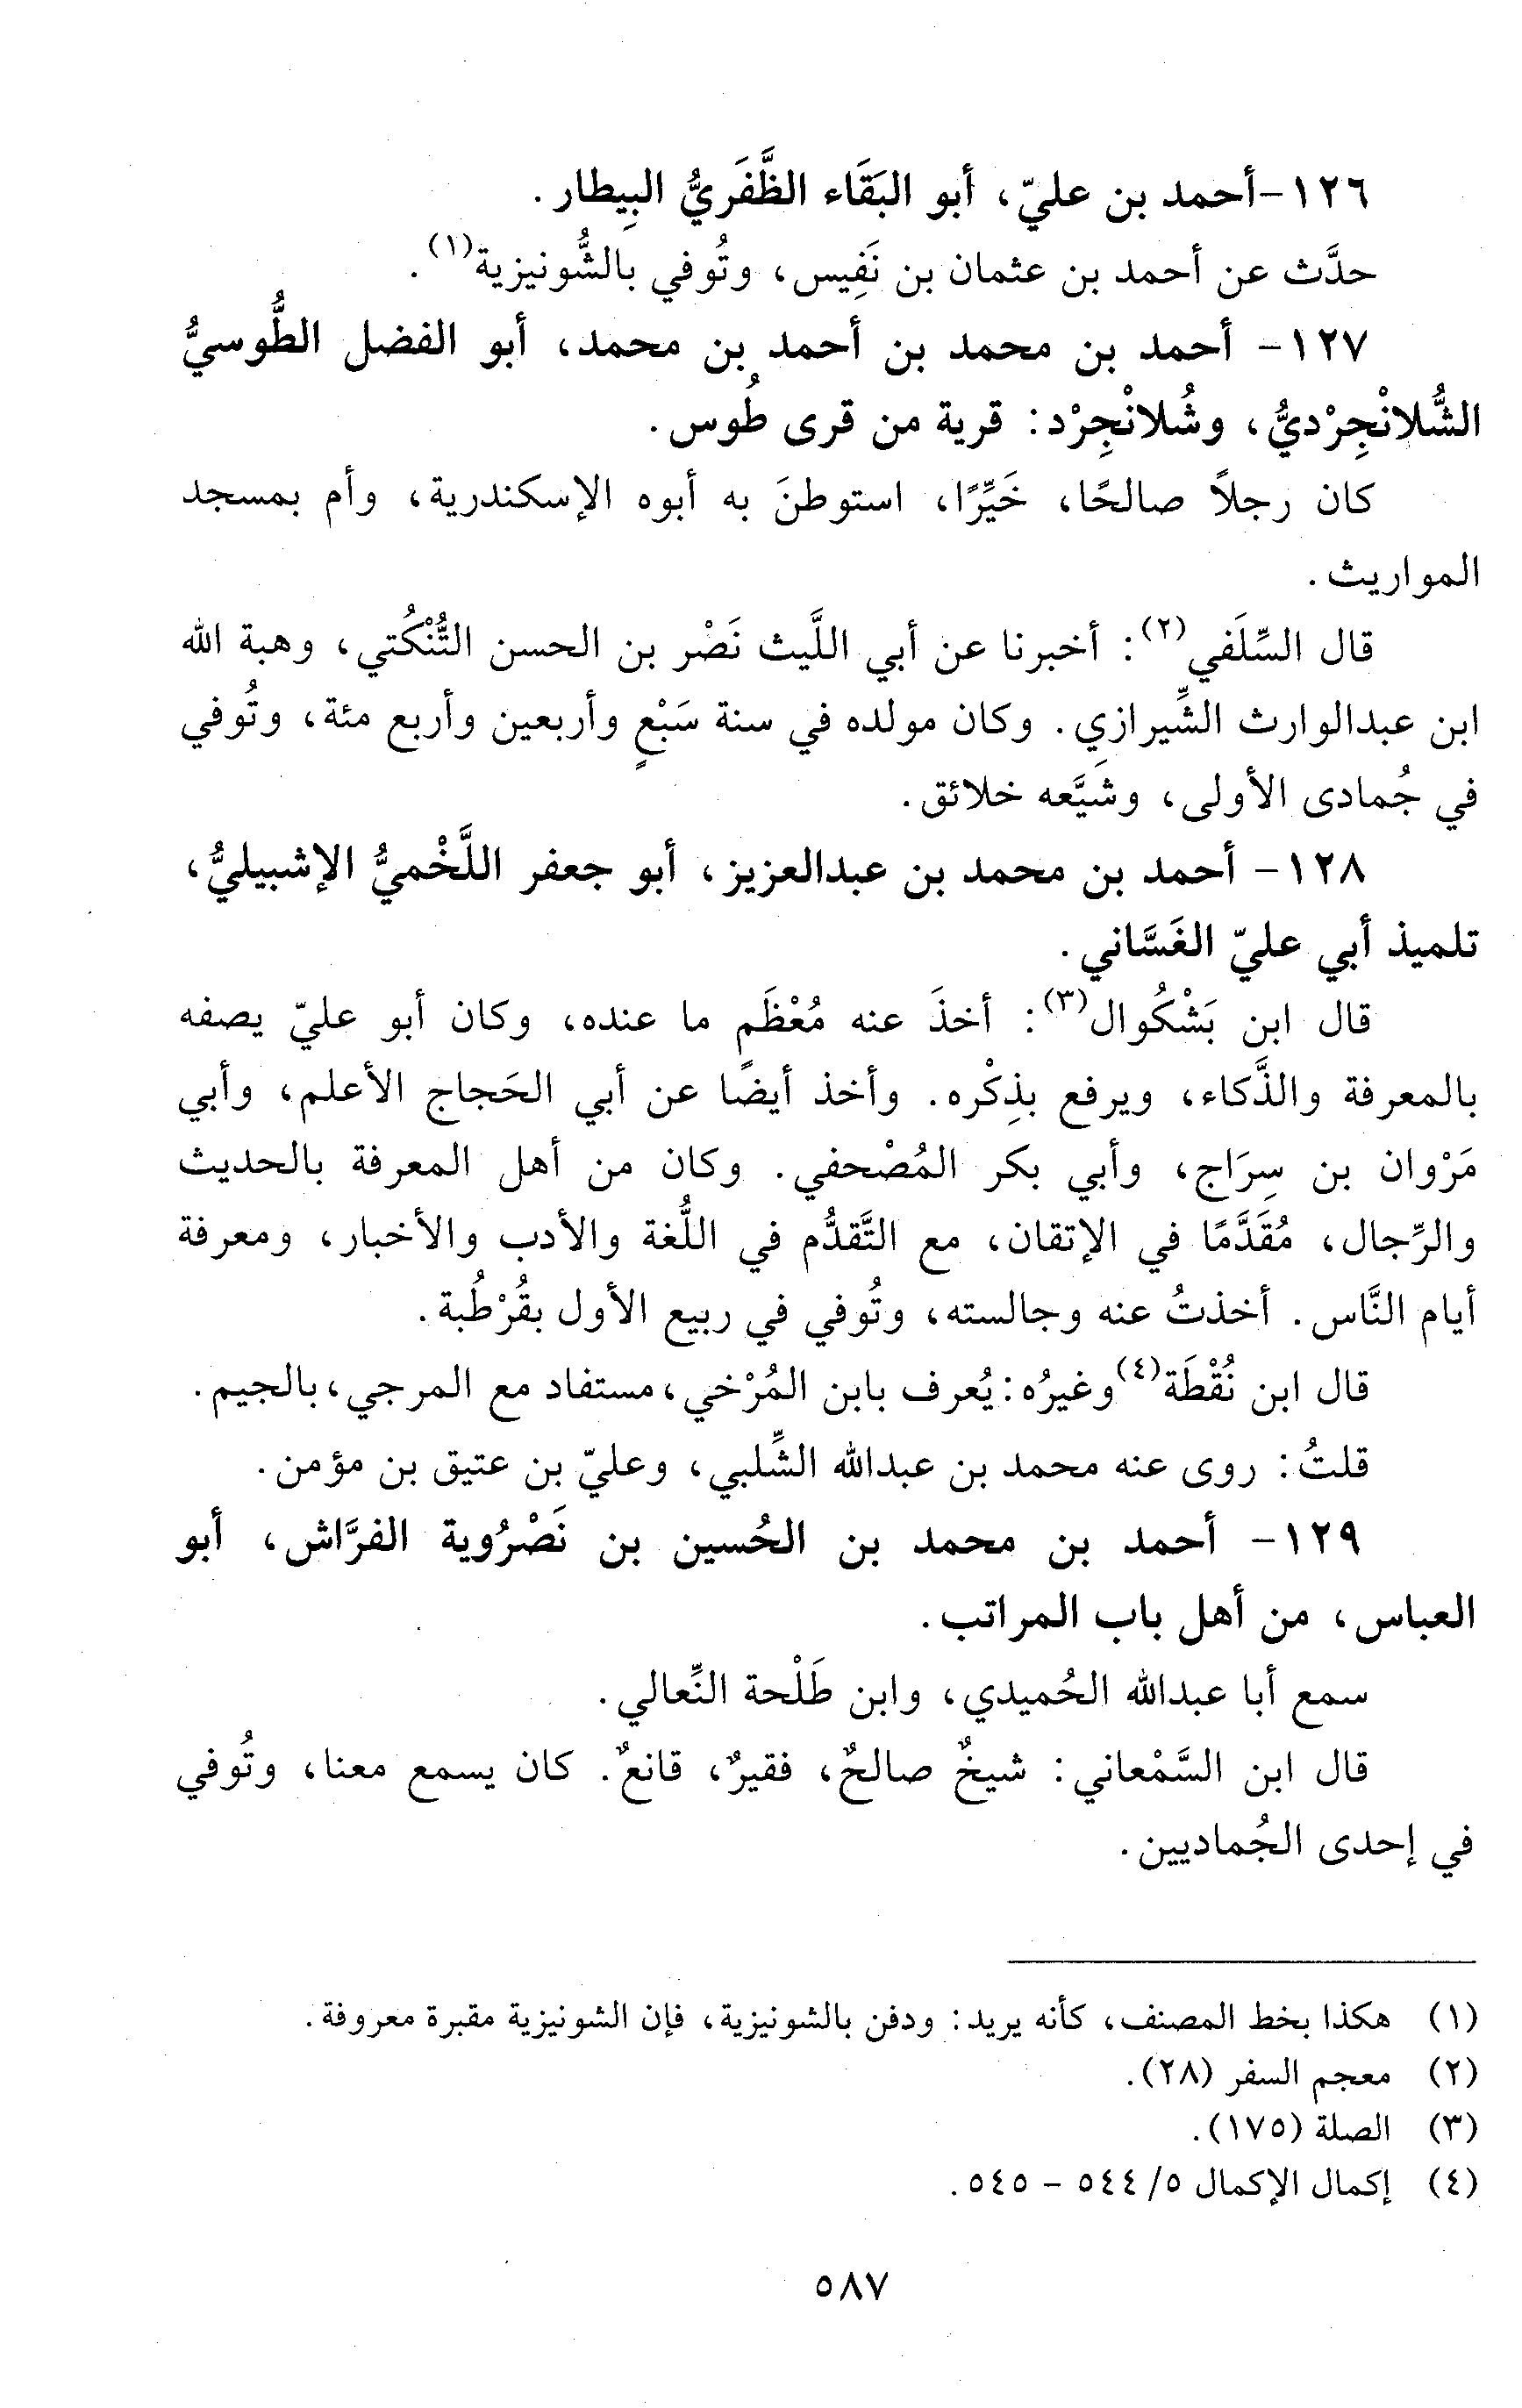 ١٢٦- أحمد بن عليّ، أبو البَقَاء الظَّفَريُّ البِيطار.
حدَّث عن أحمد بن عثمان بن نَفِيس، وتُوفي بالشُّونيزية(١).
١٢٧- أحمد بن محمد بن أحمد بن محمد، أبو الفضل الطُّوسيُّ
الشُّلانْجِرْديُّ، وشُلانْجِرْد: قرية من قرى طُوس.
كان رجلاً صالحًا، خَيِّرًا، استوطنَ به أبوه الإسكندرية، وأم بمسجد
المواريث.
قال السِّلَفي(٢): أخبرنا عن أبي اللَّيث نَصْر بن الحسن التُّنْكُتي، وهبة الله
ابن عبدالوارث الشِّيرازي. وكان مولده في سنة سَبْعٍ وأربعين وأربع مئة، وتُوفي
في جُمادى الأولى، وشيَّعه خلائق.
١٢٨- أحمد بن محمد بن عبدالعزيز، أبو جعفر اللَّخْميُّ الإشبيليُّ،
تلميذ أبي عليّ الغَسَّاني.
قال ابن بَشْكُوال(٣): أخذَ عنه مُعْظَم ما عنده، وكان أبو عليّ يصفه
بالمعرفة والذَّكاء، ويرفع بذِكْره. وأخذ أيضًا عن أبي الحَجاج الأعلم، وأبي
مَرْوان بن سِرَاج، وأبي بكر المُصْحفي. وكان من أهل المعرفة بالحديث
والرِّجال، مُقَدَّمًا في الإتقان، مع التَّقدُّم في اللُّغة والأدب والأخبار، ومعرفة
أيام النَّاس. أخذتُ عنه وجالسته، وتُوفي في ربيع الأول بقُرْطُبة.
قال ابن نُقْطَة(٤) وغيرُه: يُعرف بابن المُرْخي، مستفاد مع المرجي، بالجيم.
قلتُ: روى عنه محمد بن عبدالله الشِّلبي، وعليّ بن عتيق بن مؤمن.
١٢٩- أحمد بن محمد بن الحُسين بن نَصْرُوية الفرَّاش، أبو
العباس، من أهل باب المراتب.
سمع أبا عبدالله الحُميدي، وابن طَلْحة النِّعالي.
قال ابن السَّمْعاني: شيخٌ صالحٌ، فقيرٌ، قانعٌ. كان يسمع معنا، وتُوفي
في إحدى الجُماديين.
(١) هكذا بخط المصنف، كأنه يريد: ودفن بالشونيزية، فإن الشونيزية مقبرة معروفة.
(٢) معجم السفر (٢٨).
(٣) الصلة (١٧٥).
(٤) إكمال الإكمال ٥/ ٥٤٤ - ٥٤٥.
٥٨٧